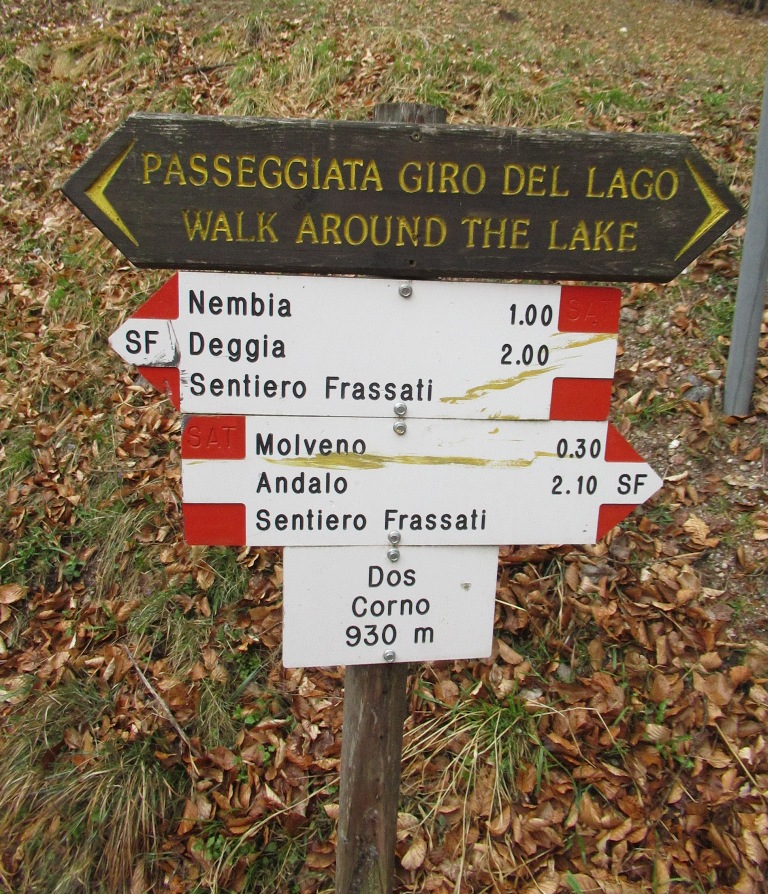 PASSEGGIATA GIRO DEL LAGO
WALK AROUND THE LAKE
Nembia 1.00 SAT
SF Deggia 2.00
Sentiero Frassati
SAT Molveno 0.30
Andalo 2.10 SF
Sentiero Frassati
Dos
Corno
930 m